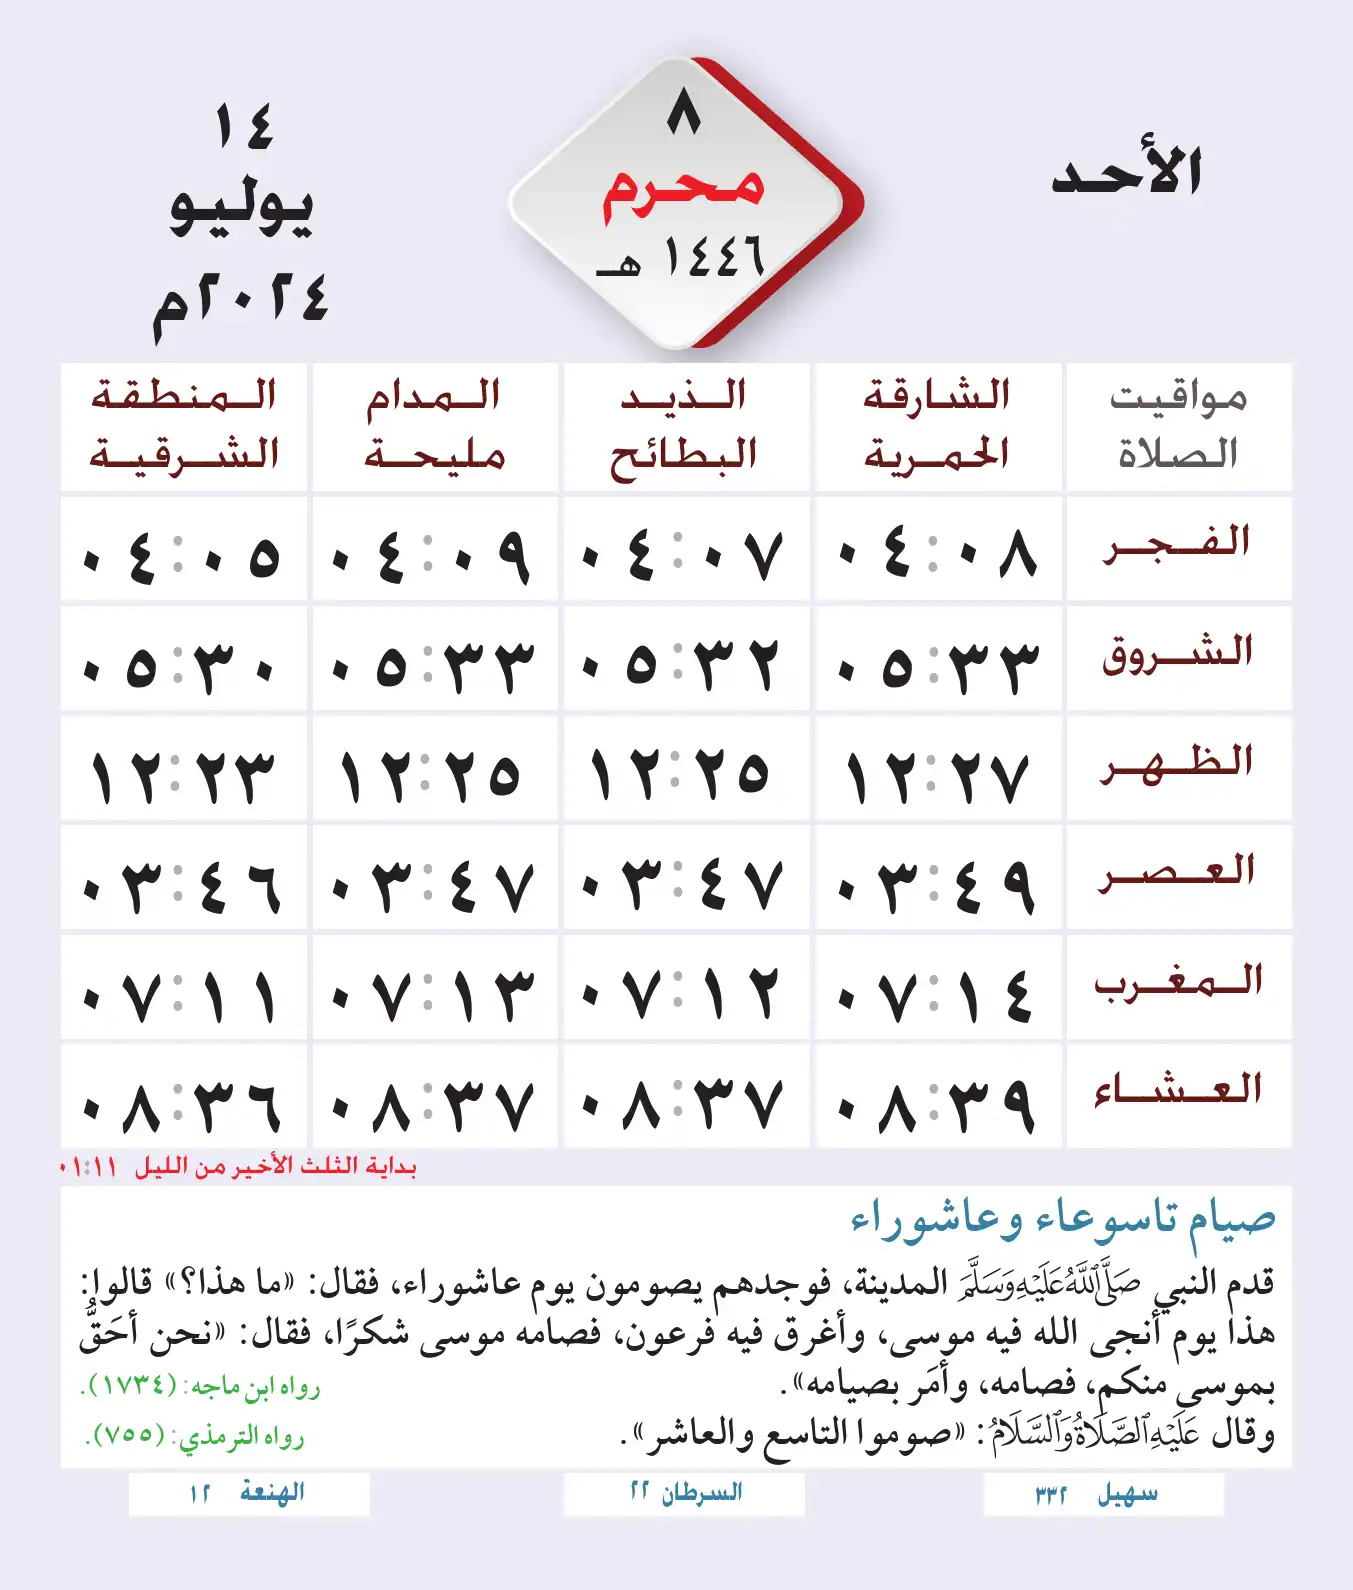 الأحد
٨
محرم
١٤٤٦ هـ
١٤
يوليو
٢٠٢٤م
مواقيت الصلاة | الشارقة الحمرية | الذيد البطائح | المدام مليحة | المنطقة الشرقية
الفجر ٠٤:٠٨ ٠٤:٠٧ ٠٤:٠٩ ٠٤:٠٥
الشروق ٠٥:٣٣ ٠٥:٣٢ ٠٥:٣٣ ٠٥:٣٠
الظهر ١٢:٢٧ ١٢:٢٥ ١٢:٢٥ ١٢:٢٣
العصر ٠٣:٤٩ ٠٣:٤٧ ٠٣:٤٧ ٠٣:٤٦
المغرب ٠٧:١٤ ٠٧:١٢ ٠٧:١٣ ٠٧:١١
العشاء ٠٨:٣٩ ٠٨:٣٧ ٠٨:٣٧ ٠٨:٣٦
بداية الثلث الأخير من الليل ٠١:١١
صيام تاسوعاء وعاشوراء
قدم النبي صَلَّى اللَّهُ عَلَيْهِ وَسَلَّمَ المدينة، فوجدهم يصومون يوم عاشوراء، فقال: «ما هذا؟» قالوا:
هذا يوم أنجى الله فيه موسى، وأغرق فيه فرعون، فصامه موسى شكرًا، فقال: «نحن أحَقُّ
بموسى منكم، فصامه، وأمَر بصيامه». رواه ابن ماجه: (١٧٣٤).
وقال عَلَيْهِ الصَّلَاةُ وَالسَّلَامُ: «صوموا التاسع والعاشر». رواه الترمذي: (٧٥٥).
سهيل ٣٣٢
السرطان ٢٢
الهنعة ١٢